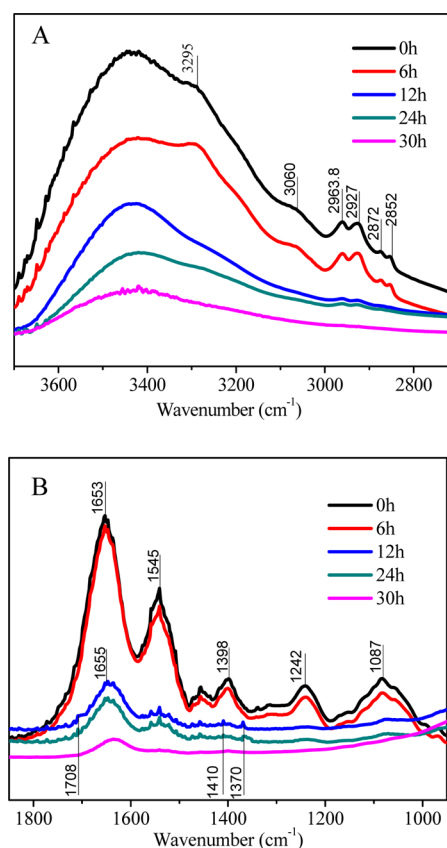 A
3295
0h
6h
12h
24h
30h
3060
2963.8
2927
2872
2852
3600 3400 3200 3000 2800
Wavenumber (cm⁻¹)
B
1653
1545
0h
6h
12h
24h
30h
1655
1398
1242
1087
1708
1410
1370
1800 1600 1400 1200 1000
Wavenumber (cm⁻¹)